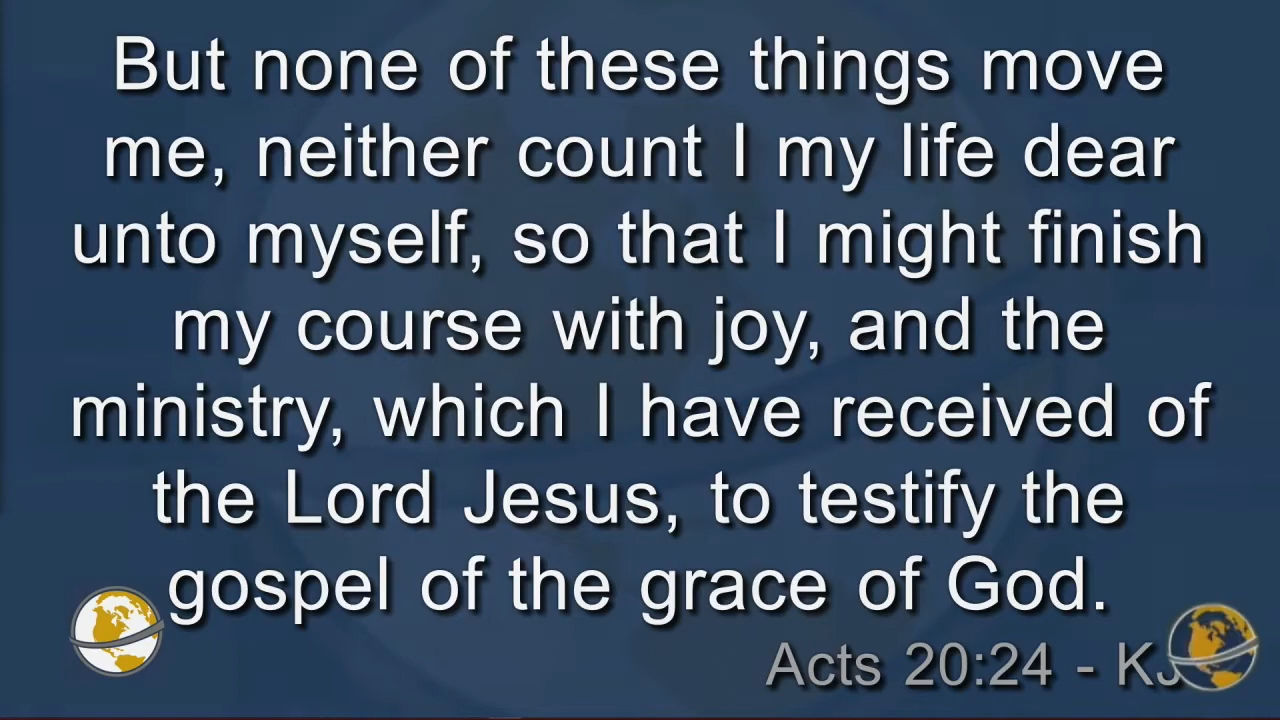 But none of these things move
me, neither count I my life dear
unto myself, so that I might finish
my course with joy, and the
ministry, which I have received of
the Lord Jesus, to testify the
gospel of the grace of God.
Acts 20:24 - KJ